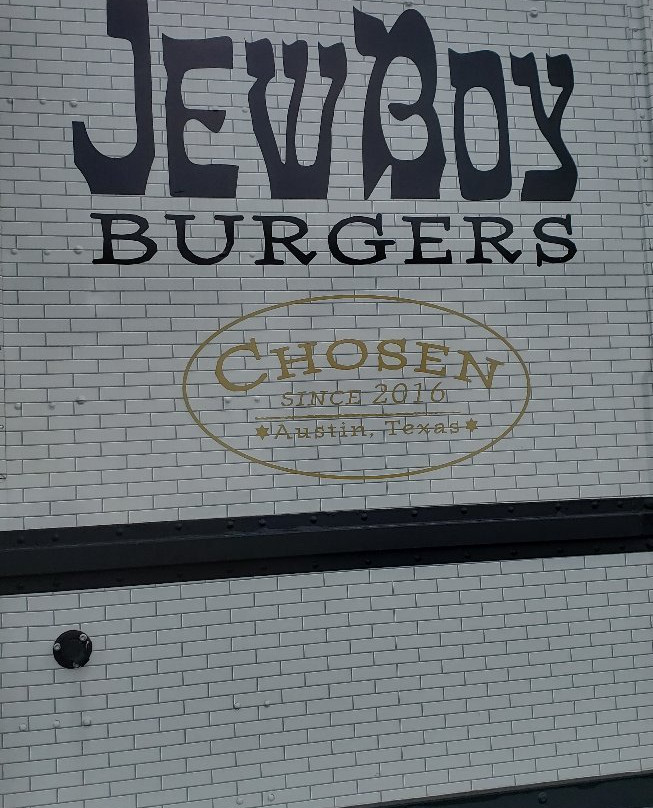 JEWBOY
BURGERS
CHOSEN
SINCE 2016
Austin, Texas